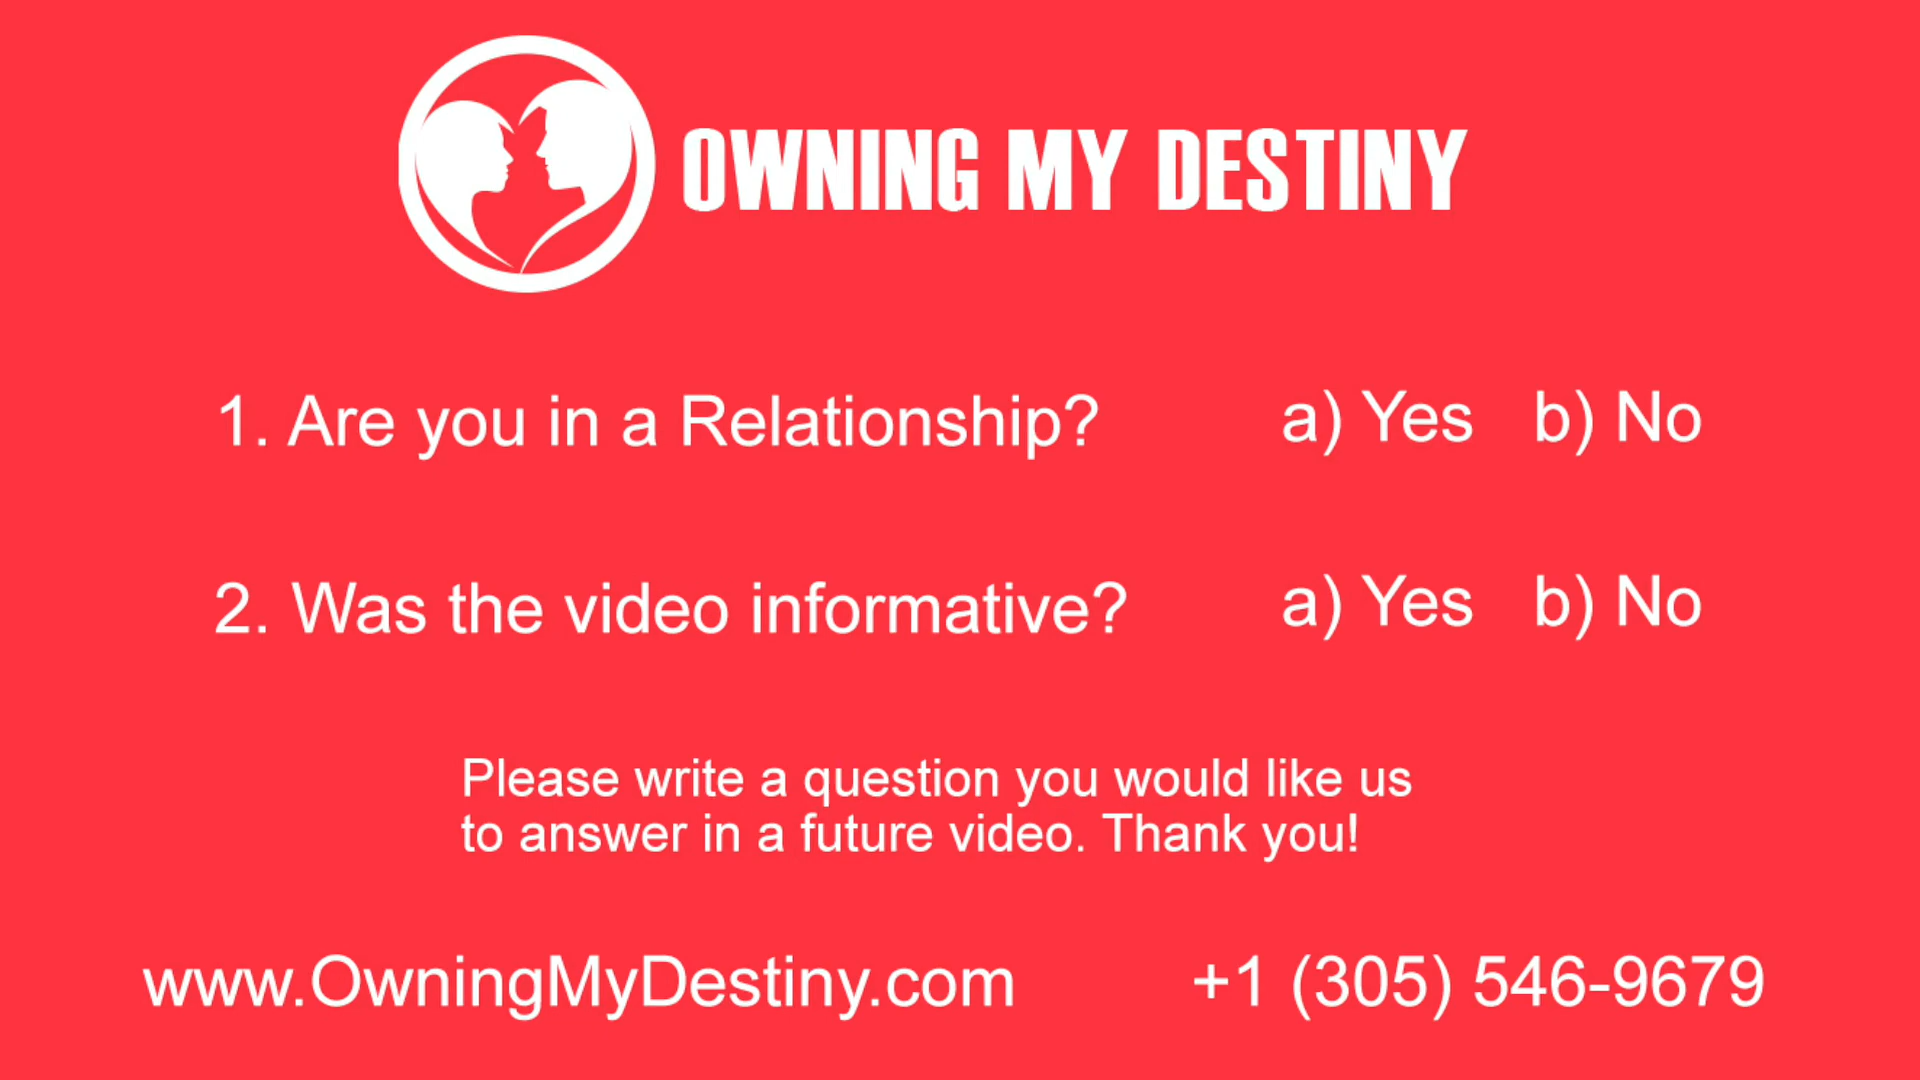 OWNING MY DESTINY
1. Are you in a Relationship? a) Yes b) No
2. Was the video informative? a) Yes b) No
Please write a question you would like us
to answer in a future video. Thank you!
www.OwningMyDestiny.com +1 (305) 546-9679